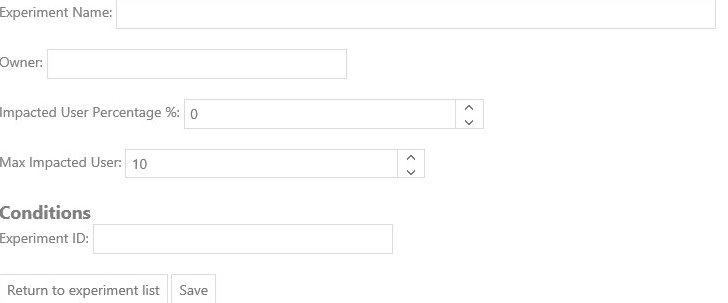 Experiment Name:
Owner:
Impacted User Percentage %: 0
Max Impacted User: 10
Conditions
Experiment ID:
Return to experiment list Save